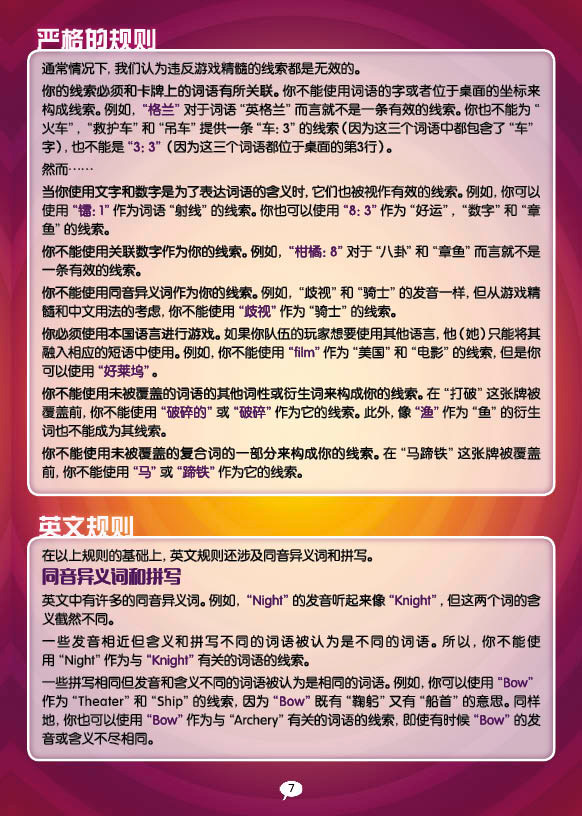 严格的规则
通常情况下，我们认为违反游戏精髓的线索都是无效的。
你的线索必须和卡牌上的词语有所关联。你不能使用词语的字或者位于桌面的坐标来
构成线索。例如，“格兰”对于词语“英格兰”而言就不是一条有效的线索。你也不能为“
火车”，“救护车”和“吊车”提供一条“车: 3”的线索（因为这三个词语中都包含了“车”
字），也不能是“3: 3”（因为这三个词语都位于桌面的第3行）。
然而……
当你使用文字和数字是为了表达词语的含义时，它们也被视作有效的线索。例如，你可以
使用“镭: 1”作为词语“射线”的线索。你也可以使用“8: 3”作为“好运”，“数字”和“章
鱼”的线索。
你不能使用关联数字作为你的线索。例如，“柑橘: 8”对于“八卦”和“章鱼”而言就不是
一条有效的线索。
你不能使用同音异义词作为你的线索。例如，“歧视”和“骑士”的发音一样，但从游戏精
髓和中文用法的考虑，你不能使用“歧视”作为“骑士”的线索。
你必须使用本国语言进行游戏。如果你队伍的玩家想要使用其他语言，他（她）只能将其
融入相应的短语中使用。例如，你不能使用“film”作为“美国”和“电影”的线索，但是你
可以使用“好莱坞”。
你不能使用未被覆盖的词语的其他词性或衍生词来构成你的线索。在“打破”这张牌被
覆盖前，你不能使用“破碎的”或“破碎”作为它的线索。此外，像“渔”作为“鱼”的衍生
词也不能成为其线索。
你不能使用未被覆盖的复合词的一部分来构成你的线索。在“马蹄铁”这张牌被覆盖
前，你不能使用“马”或“蹄铁”作为它的线索。
英文规则
在以上规则的基础上，英文规则还涉及同音异义词和拼写。
同音异义词和拼写
英文中有许多的同音异义词。例如，“Night”的发音听起来像“Knight”，但这两个词的含
义截然不同。
一些发音相近但含义和拼写不同的词语被认为是不同的词语。所以，你不能使
用“Night”作为与“Knight”有关的词语的线索。
一些拼写相同但发音和含义不同的词语被认为是相同的词语。例如，你可以使用“Bow”
作为“Theater”和“Ship”的线索，因为“Bow”既有“鞠躬”又有“船首”的意思。同样
地，你也可以使用“Bow”作为与“Archery”有关的词语的线索，即使有时候“Bow”的发
音或含义不尽相同。
7